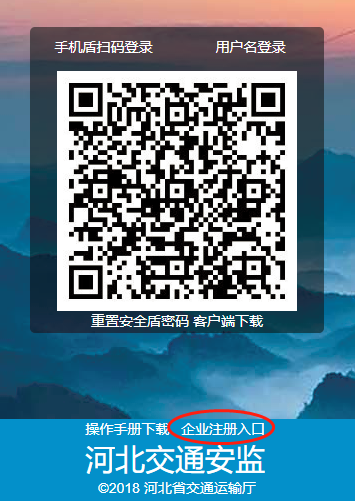 手机盾扫码登录 用户名登录
重置安全盾密码 客户端下载
操作手册下载 企业注册入口
河北交通安监
©2018 河北省交通运输厅